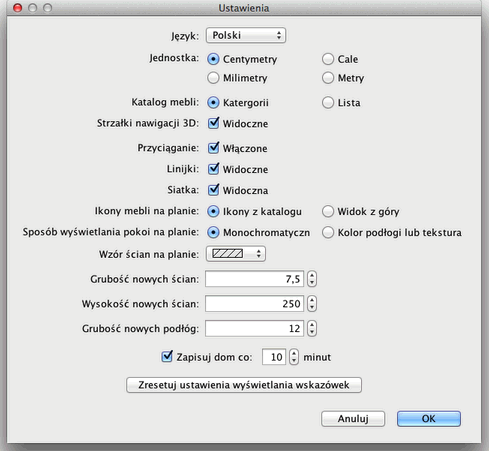 Ustawienia
Język: Polski
Jednostka: Centymetry Cale
Milimetry Metry
Katalog mebli: Katergorii Lista
Strzałki nawigacji 3D: Widoczne
Przyciąganie: Włączone
Linijki: Widoczne
Siatka: Widoczna
Ikony mebli na planie: Ikony z katalogu Widok z góry
Sposób wyświetlania pokoi na planie: Monochromatyczn Kolor podłogi lub tekstura
Wzór ścian na planie:
Grubość nowych ścian: 7,5
Wysokość nowych ścian: 250
Grubość nowych podłóg: 12
Zapisuj dom co: 10 minut
Zresetuj ustawienia wyświetlania wskazówek
Anuluj OK